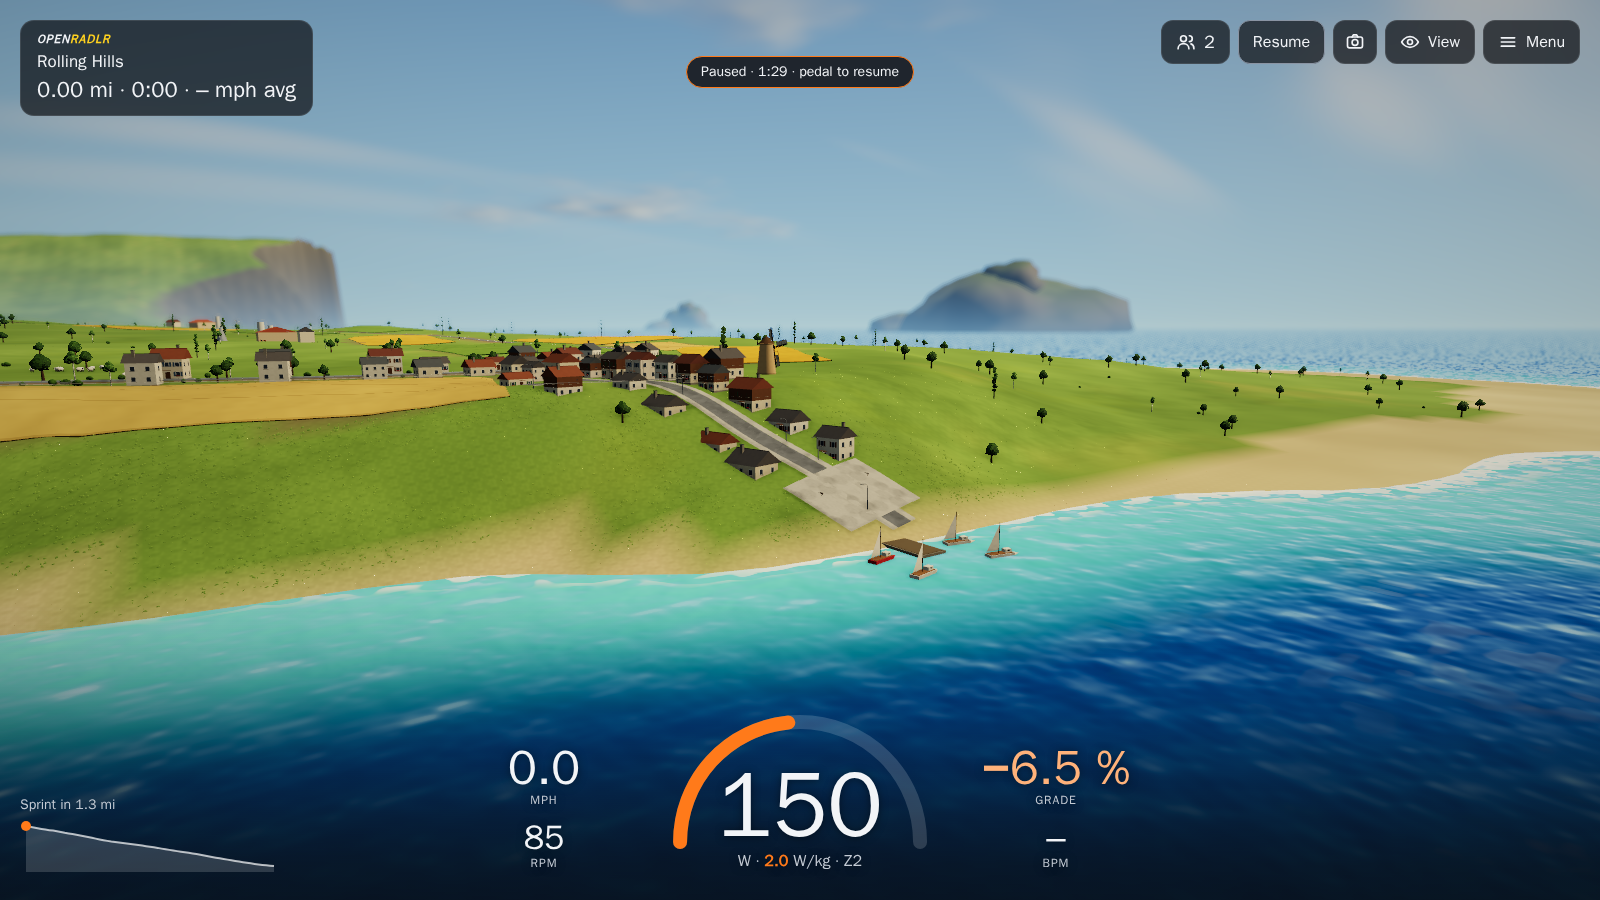 OPENRADLR
Rolling Hills
0.00 mi · 0:00 · – mph avg
Paused · 1:29 · pedal to resume
2
Resume
View
Menu
Sprint in 1.3 mi
0.0
MPH
85
RPM
150
W · 2.0 W/kg · Z2
−6.5 %
GRADE
–
BPM